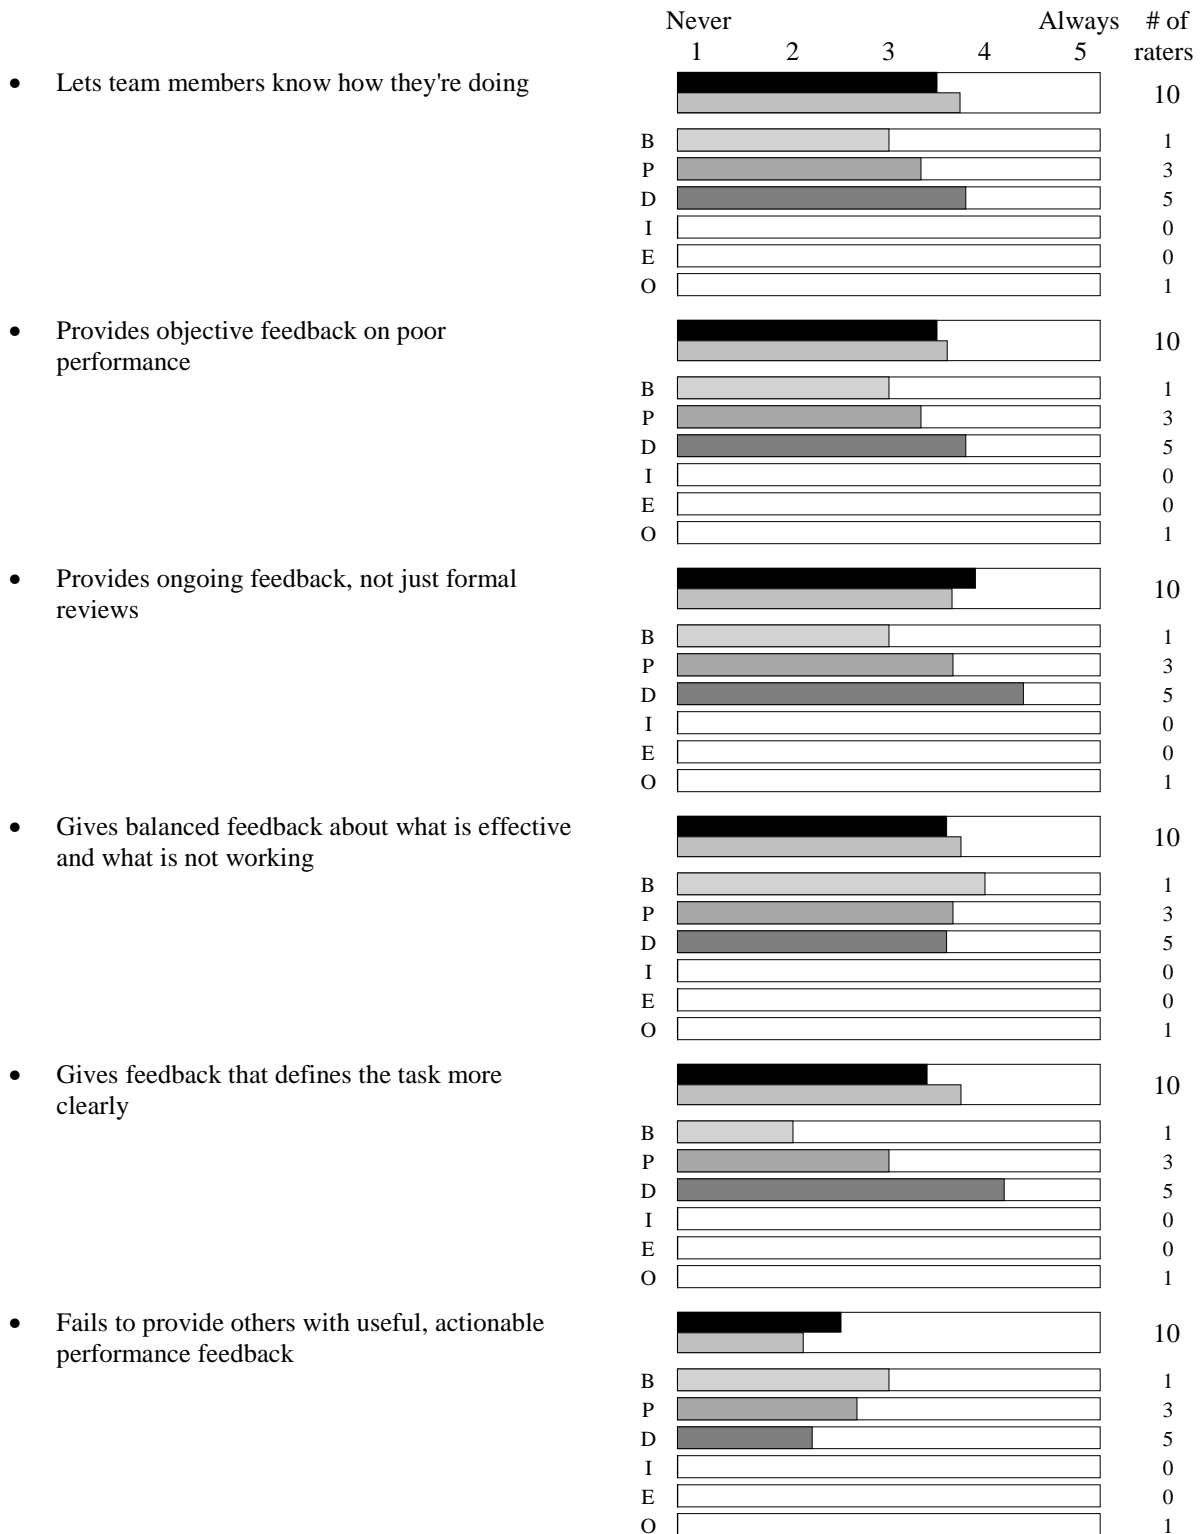 Never Always # of
1 2 3 4 5 raters
• Lets team members know how they're doing
10
B 1
P 3
D 5
I 0
E 0
O 1
• Provides objective feedback on poor
performance
10
B 1
P 3
D 5
I 0
E 0
O 1
• Provides ongoing feedback, not just formal
reviews
10
B 1
P 3
D 5
I 0
E 0
O 1
• Gives balanced feedback about what is effective
and what is not working
10
B 1
P 3
D 5
I 0
E 0
O 1
• Gives feedback that defines the task more
clearly
10
B 1
P 3
D 5
I 0
E 0
O 1
• Fails to provide others with useful, actionable
performance feedback
10
B 1
P 3
D 5
I 0
E 0
O 1